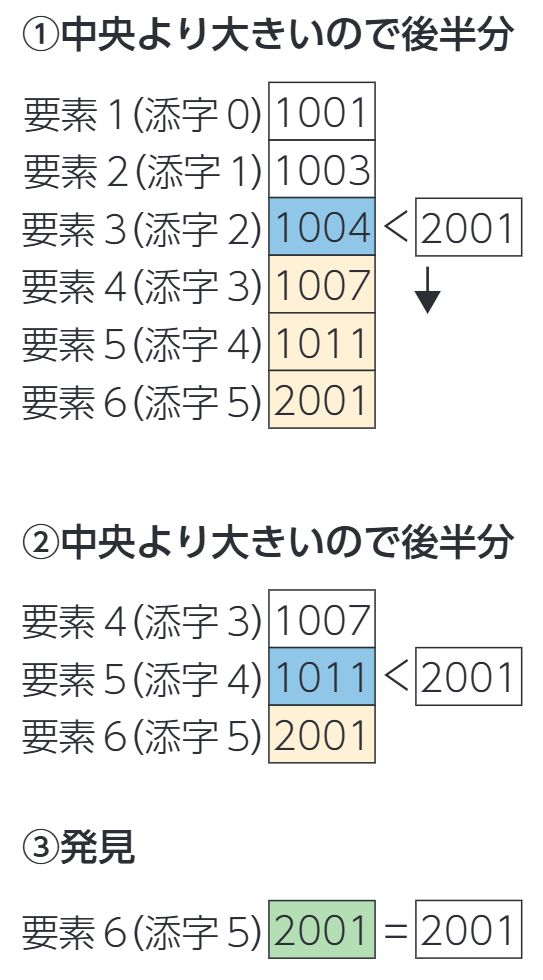 ①中央より大きいので後半分
要素1(添字0) 1001
要素2(添字1) 1003
要素3(添字2) 1004 < 2001
要素4(添字3) 1007
要素5(添字4) 1011
要素6(添字5) 2001
②中央より大きいので後半分
要素4(添字3) 1007
要素5(添字4) 1011 < 2001
要素6(添字5) 2001
③発見
要素6(添字5) 2001 = 2001